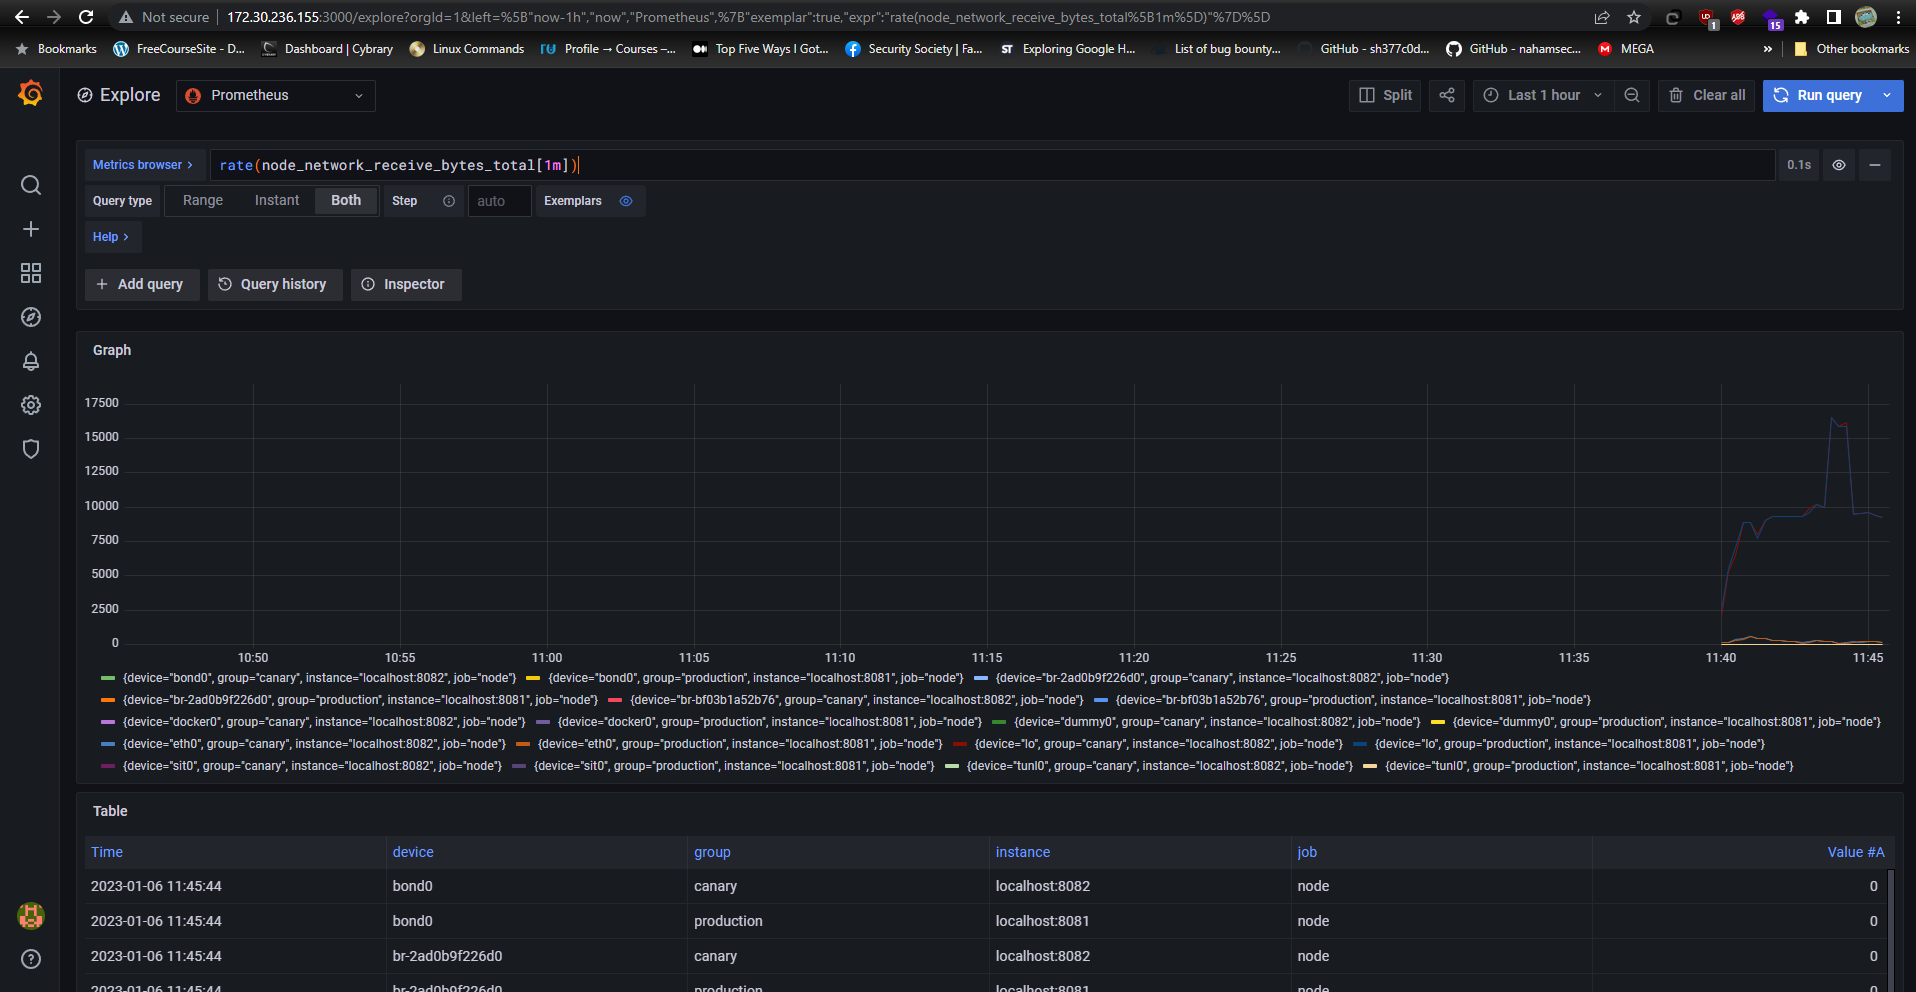 Not secure | 172.30.236.155:3000/explore?orgId=1&left=%5B"now-1h","now","Prometheus",%7B"exemplar":true,"expr":"rate(node_network_receive_bytes_total%5B1m%5D)"%7D%5D
1
15
Bookmarks FreeCourseSite - D... Dashboard | Cybrary Linux Commands Profile → Courses –... Top Five Ways I Got... Security Society | Fa... Exploring Google H... List of bug bounty... GitHub - sh377c0d... GitHub - nahamsec... MEGA » Other bookmarks
Explore Prometheus Split Last 1 hour Clear all Run query
Metrics browser > rate(node_network_receive_bytes_total[1m]) 0.1s
Query type Range Instant Both Step auto Exemplars
Help >
+ Add query Query history Inspector
Graph
17500
15000
12500
10000
7500
5000
2500
0
10:50 10:55 11:00 11:05 11:10 11:15 11:20 11:25 11:30 11:35 11:40 11:45
{device="bond0", group="canary", instance="localhost:8082", job="node"} {device="bond0", group="production", instance="localhost:8081", job="node"} {device="br-2ad0b9f226d0", group="canary", instance="localhost:8082", job="node"}
{device="br-2ad0b9f226d0", group="production", instance="localhost:8081", job="node"} {device="br-bf03b1a52b76", group="canary", instance="localhost:8082", job="node"} {device="br-bf03b1a52b76", group="production", instance="localhost:8081", job="node"}
{device="docker0", group="canary", instance="localhost:8082", job="node"} {device="docker0", group="production", instance="localhost:8081", job="node"} {device="dummy0", group="canary", instance="localhost:8082", job="node"} {device="dummy0", group="production", instance="localhost:8081", job="node"}
{device="eth0", group="canary", instance="localhost:8082", job="node"} {device="eth0", group="production", instance="localhost:8081", job="node"} {device="lo", group="canary", instance="localhost:8082", job="node"} {device="lo", group="production", instance="localhost:8081", job="node"}
{device="sit0", group="canary", instance="localhost:8082", job="node"} {device="sit0", group="production", instance="localhost:8081", job="node"} {device="tunl0", group="canary", instance="localhost:8082", job="node"} {device="tunl0", group="production", instance="localhost:8081", job="node"}
Table
Time device group instance job Value #A
2023-01-06 11:45:44 bond0 canary localhost:8082 node 0
2023-01-06 11:45:44 bond0 production localhost:8081 node 0
2023-01-06 11:45:44 br-2ad0b9f226d0 canary localhost:8082 node 0
2023-01-06 11:45:44 br-2ad0b9f226d0 production localhost:8081 node 0